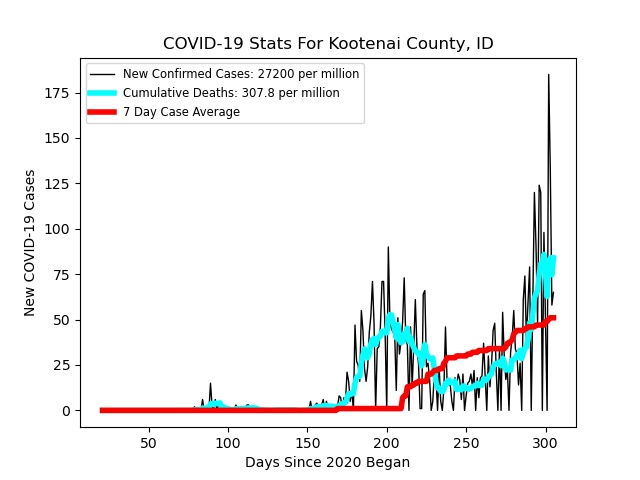 COVID-19 Stats For Kootenai County, ID
New Confirmed Cases: 27200 per million
Cumulative Deaths: 307.8 per million
7 Day Case Average
New COVID-19 Cases
175
150
125
100
75
50
25
0
50 100 150 200 250 300
Days Since 2020 Began